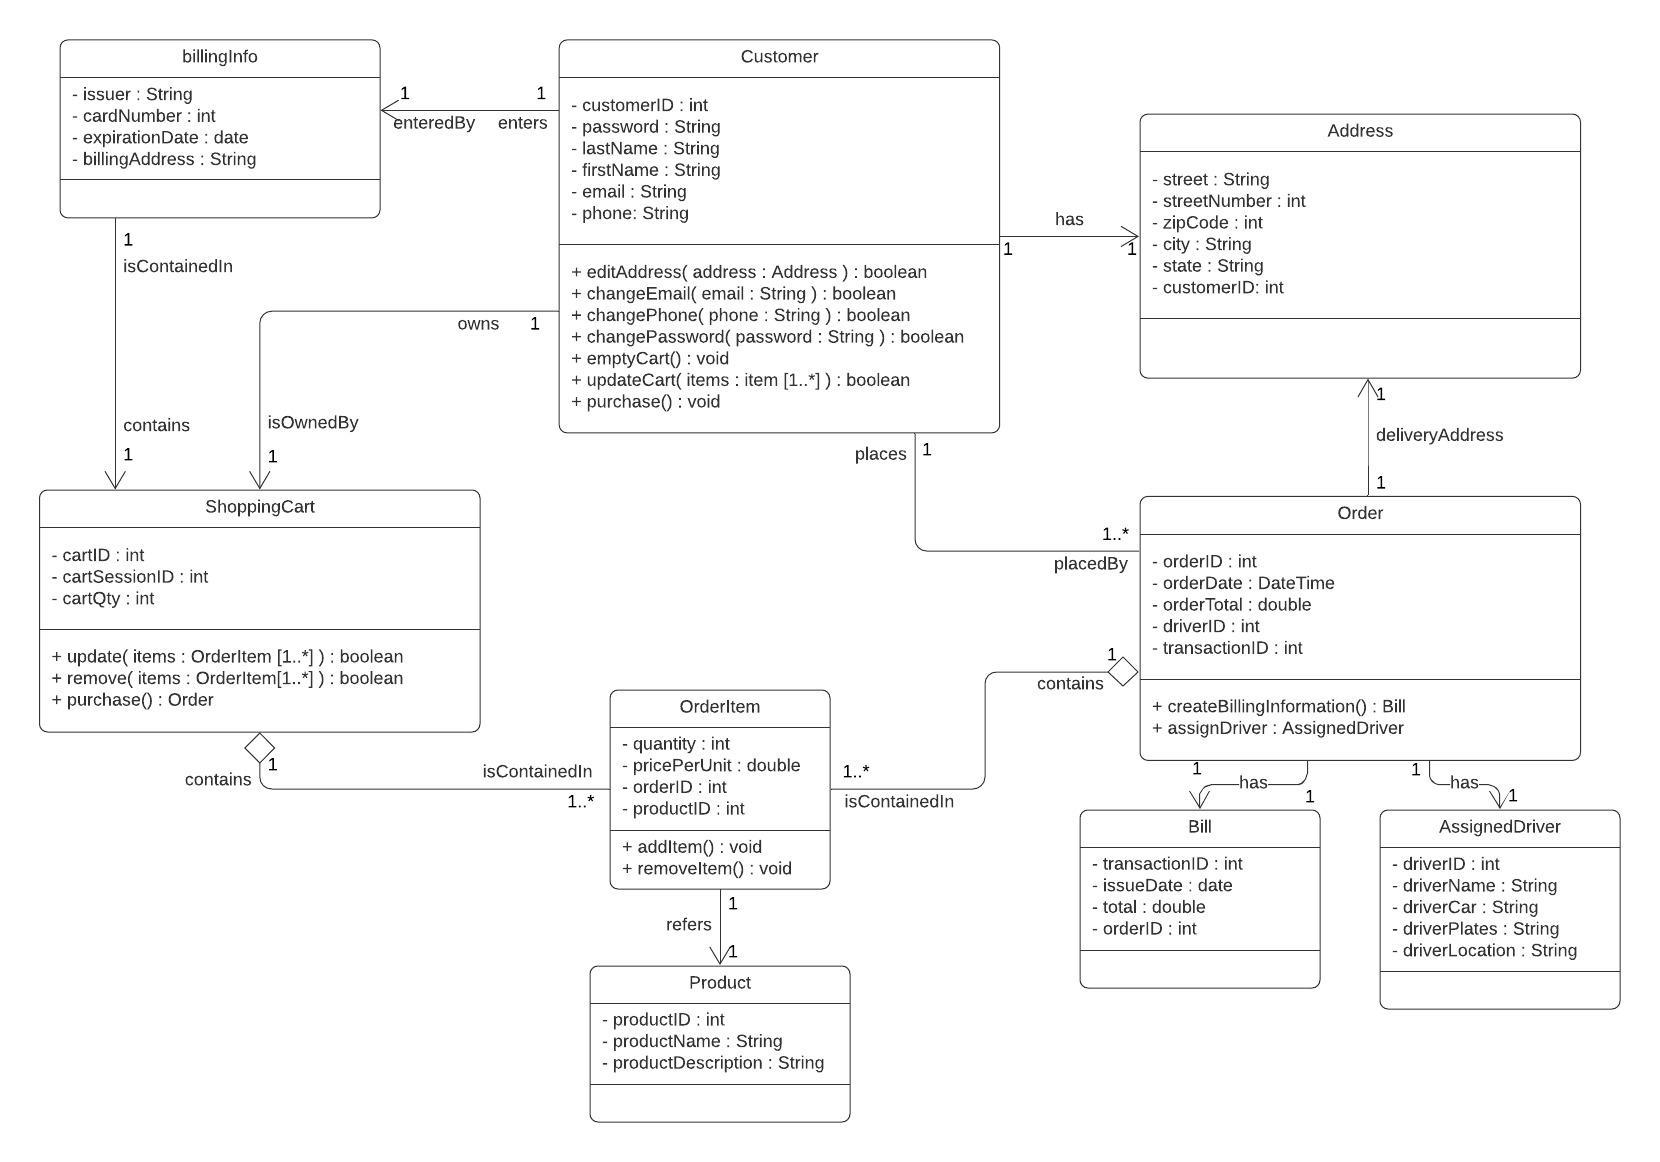 billingInfo
- issuer : String
- cardNumber : int
- expirationDate : date
- billingAddress : String
1
1
enteredBy
enters
Customer
- customerID : int
- password : String
- lastName : String
- firstName : String
- email : String
- phone: String
+ editAddress( address : Address ) : boolean
+ changeEmail( email : String ) : boolean
+ changePhone( phone : String ) : boolean
+ changePassword( password : String ) : boolean
+ emptyCart() : void
+ updateCart( items : item [1..*] ) : boolean
+ purchase() : void
has
1
1
Address
- street : String
- streetNumber : int
- zipCode : int
- city : String
- state : String
- customerID: int
1
isContainedIn
contains
1
owns
1
isOwnedBy
1
places
1
1..*
placedBy
1
deliveryAddress
1
ShoppingCart
- cartID : int
- cartSessionID : int
- cartQty : int
+ update( items : OrderItem [1..*] ) : boolean
+ remove( items : OrderItem[1..*] ) : boolean
+ purchase() : Order
1
contains
isContainedIn
1..*
Order
- orderID : int
- orderDate : DateTime
- orderTotal : double
- driverID : int
- transactionID : int
+ createBillingInformation() : Bill
+ assignDriver : AssignedDriver
1
contains
1..*
isContainedIn
OrderItem
- quantity : int
- pricePerUnit : double
- orderID : int
- productID : int
+ addItem() : void
+ removeItem() : void
1
refers
1
Product
- productID : int
- productName : String
- productDescription : String
1
has
1
1
has
1
Bill
- transactionID : int
- issueDate : date
- total : double
- orderID : int
AssignedDriver
- driverID : int
- driverName : String
- driverCar : String
- driverPlates : String
- driverLocation : String